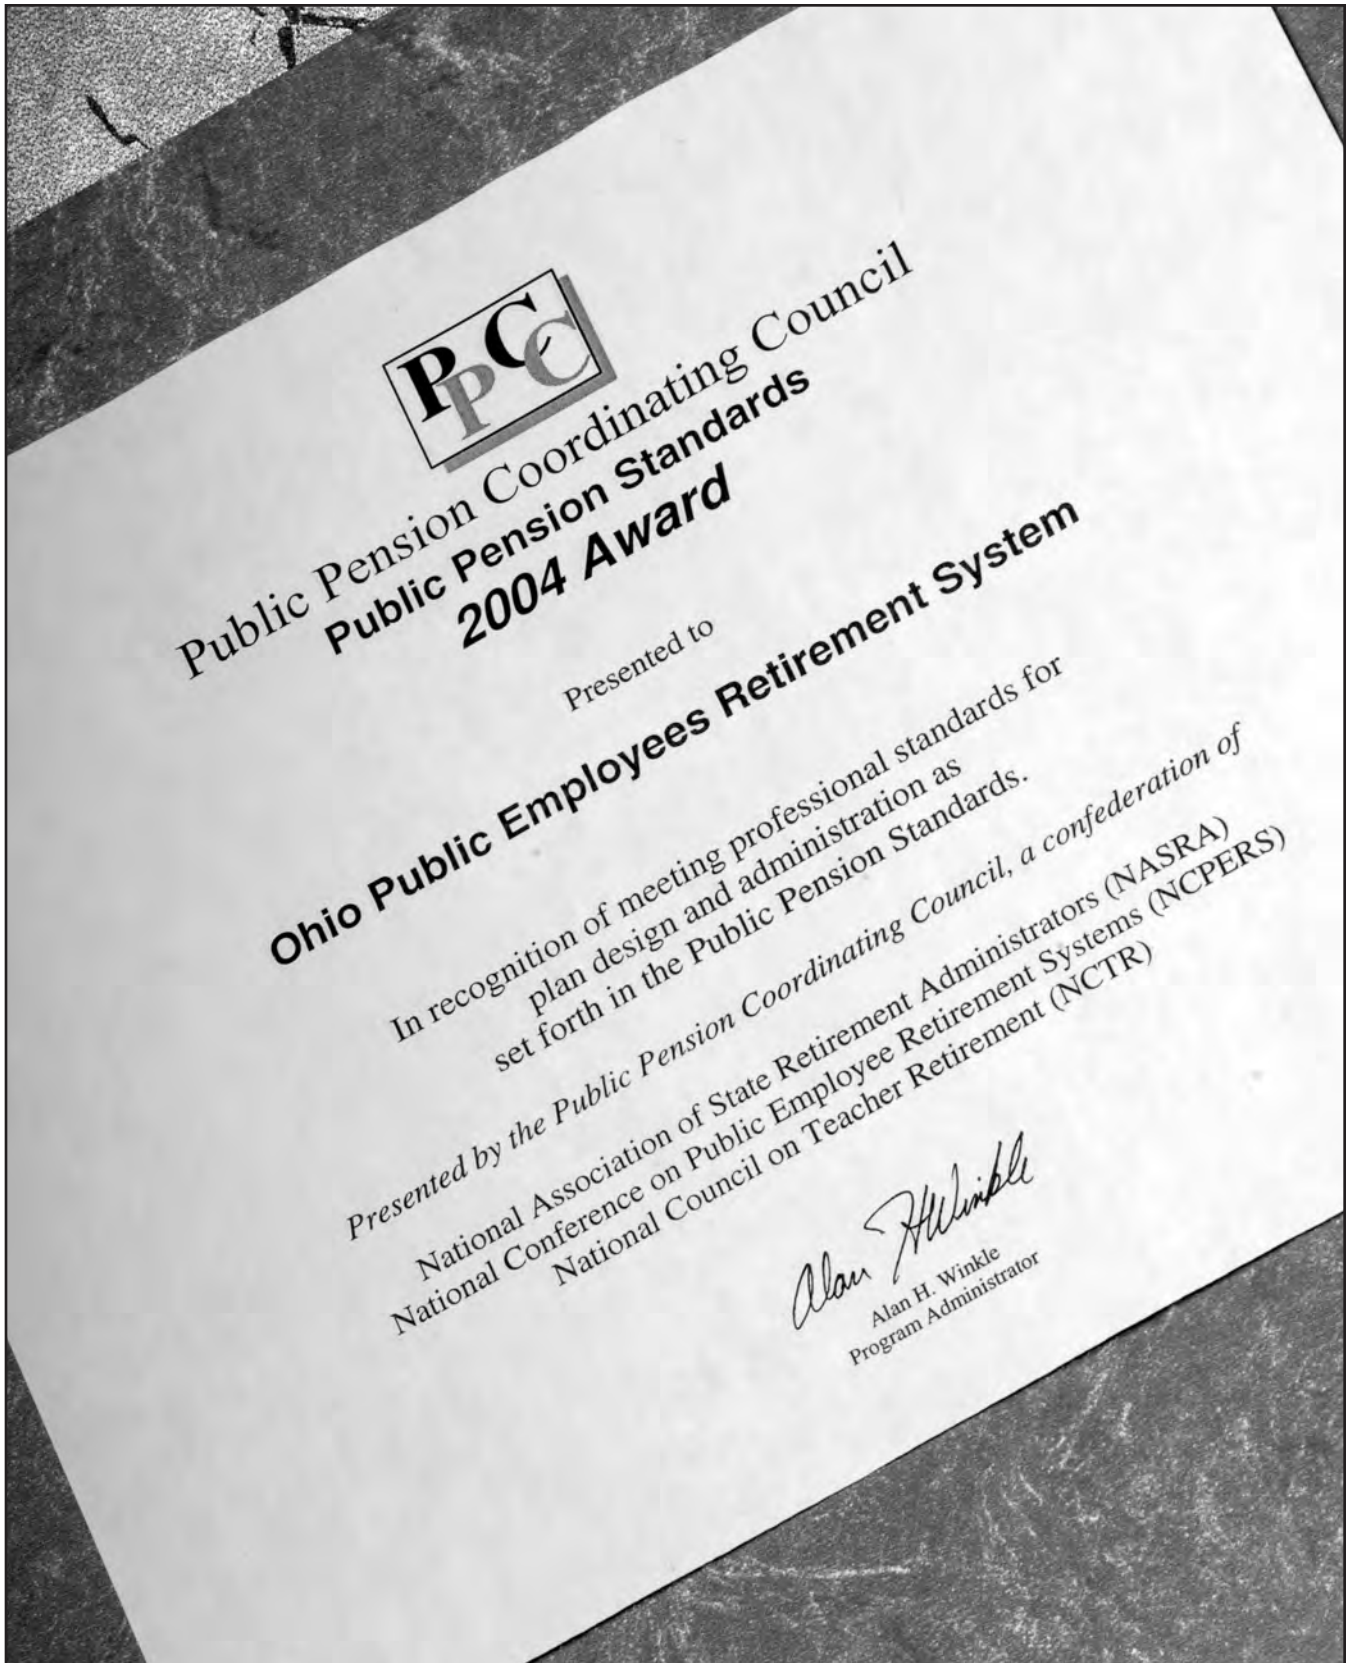 PPCC
Public Pension Coordinating Council
Public Pension Standards
2004 Award
Presented to
Ohio Public Employees Retirement System
In recognition of meeting professional standards for
plan design and administration as
set forth in the Public Pension Standards.
Presented by the Public Pension Coordinating Council, a confederation of
National Association of State Retirement Administrators (NASRA)
National Conference on Public Employee Retirement Systems (NCPERS)
National Council on Teacher Retirement (NCTR)
Alan H Winkle
Alan H. Winkle
Program Administrator